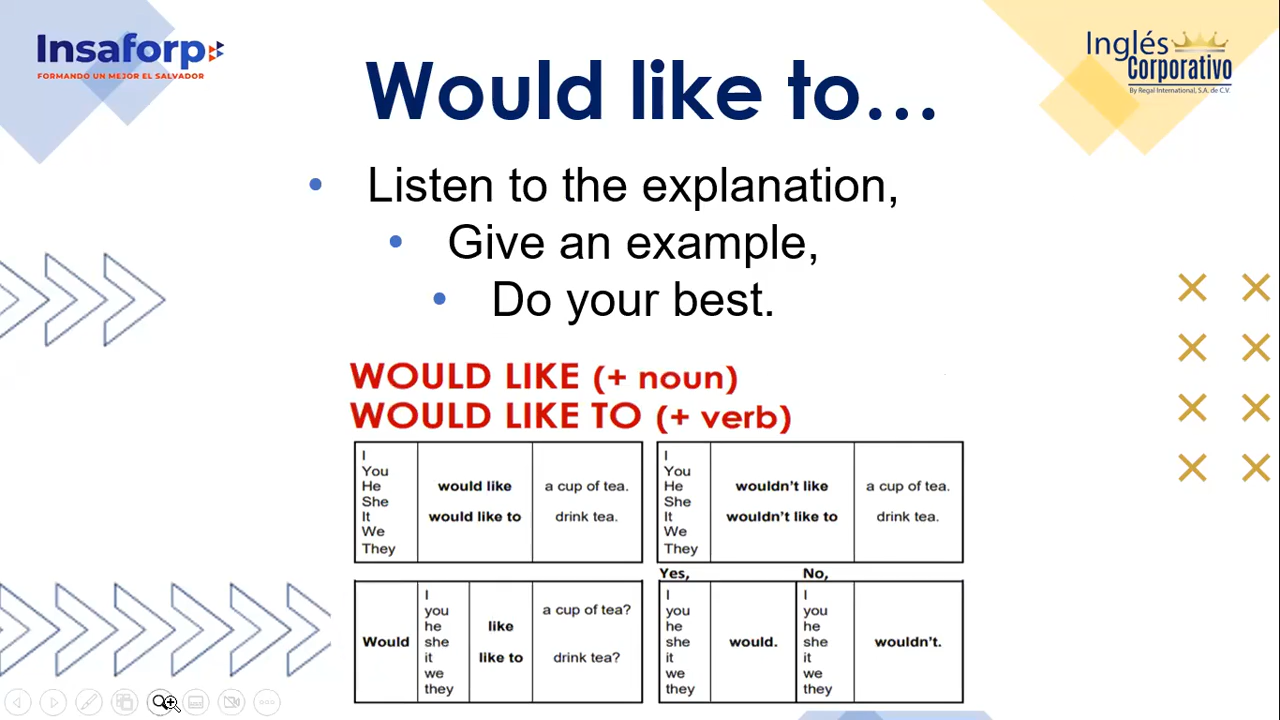 Insaforp
FORMANDO UN MEJOR EL SALVADOR
Inglés
Corporativo
By Regal International, S.A. de C.V.
Would like to…
• Listen to the explanation,
• Give an example,
• Do your best.
WOULD LIKE (+ noun)
WOULD LIKE TO (+ verb)
I
You
He
She
It
We
They
would like
would like to
a cup of tea.
drink tea.
I
You
He
She
It
We
They
wouldn't like
wouldn't like to
a cup of tea.
drink tea.
Would
I
you
he
she
it
we
they
like
like to
a cup of tea?
drink tea?
Yes,
I
you
he
she
it
we
they
would.
No,
I
you
he
she
it
we
they
wouldn't.